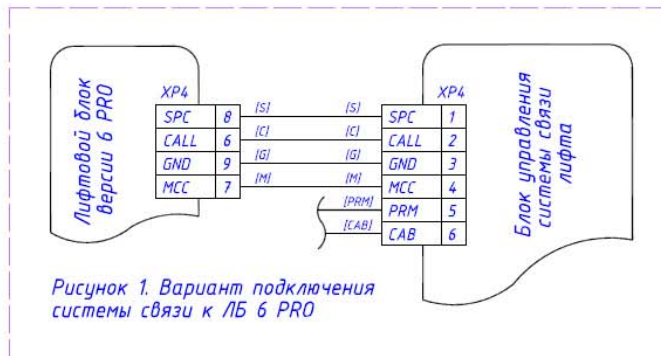 Лифтовой блок
версии 6 PRO
XP4
SPC 8
CALL 6
GND 9
MCC 7
[S] [S]
[C] [C]
[G] [G]
[M] [M]
[PRM]
[CAB]
XP4
SPC 1
CALL 2
GND 3
MCC 4
PRM 5
CAB 6
Блок управления
системы связи
лифта
Рисунок 1. Вариант подключения
системы связи к ЛБ 6 PRO